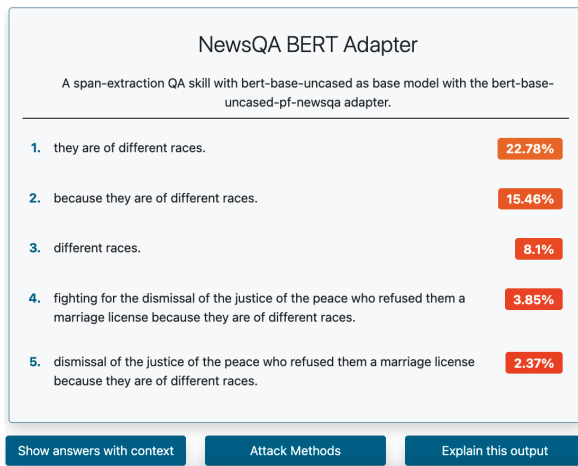 NewsQA BERT Adapter
A span-extraction QA skill with bert-base-uncased as base model with the bert-base-
uncased-pf-newsqa adapter.
1. they are of different races. 22.78%
2. because they are of different races. 15.46%
3. different races. 8.1%
4. fighting for the dismissal of the justice of the peace who refused them a 3.85%
marriage license because they are of different races.
5. dismissal of the justice of the peace who refused them a marriage license 2.37%
because they are of different races.
Show answers with context Attack Methods Explain this output